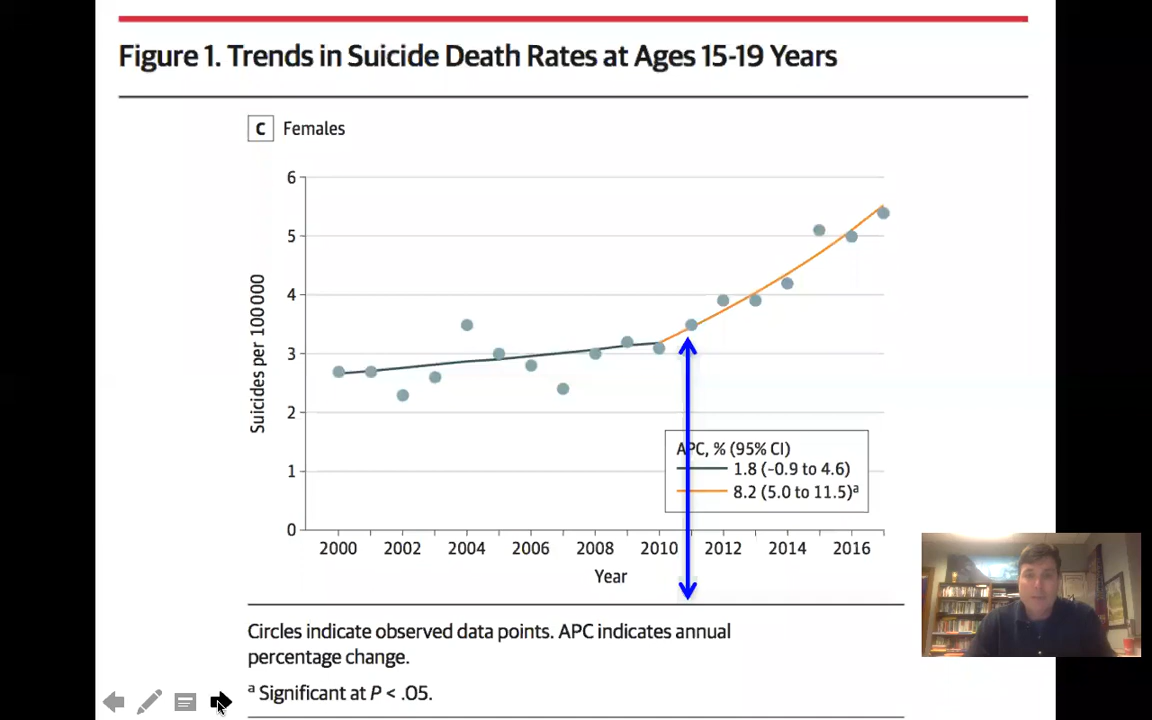 Figure 1. Trends in Suicide Death Rates at Ages 15-19 Years
C Females
6
5
4
3
2
1
0
Suicides per 100 000
APC, % (95% CI)
1.8 (-0.9 to 4.6)
8.2 (5.0 to 11.5)a
2000 2002 2004 2006 2008 2010 2012 2014 2016
Year
Circles indicate observed data points. APC indicates annual
percentage change.
a Significant at P < .05.